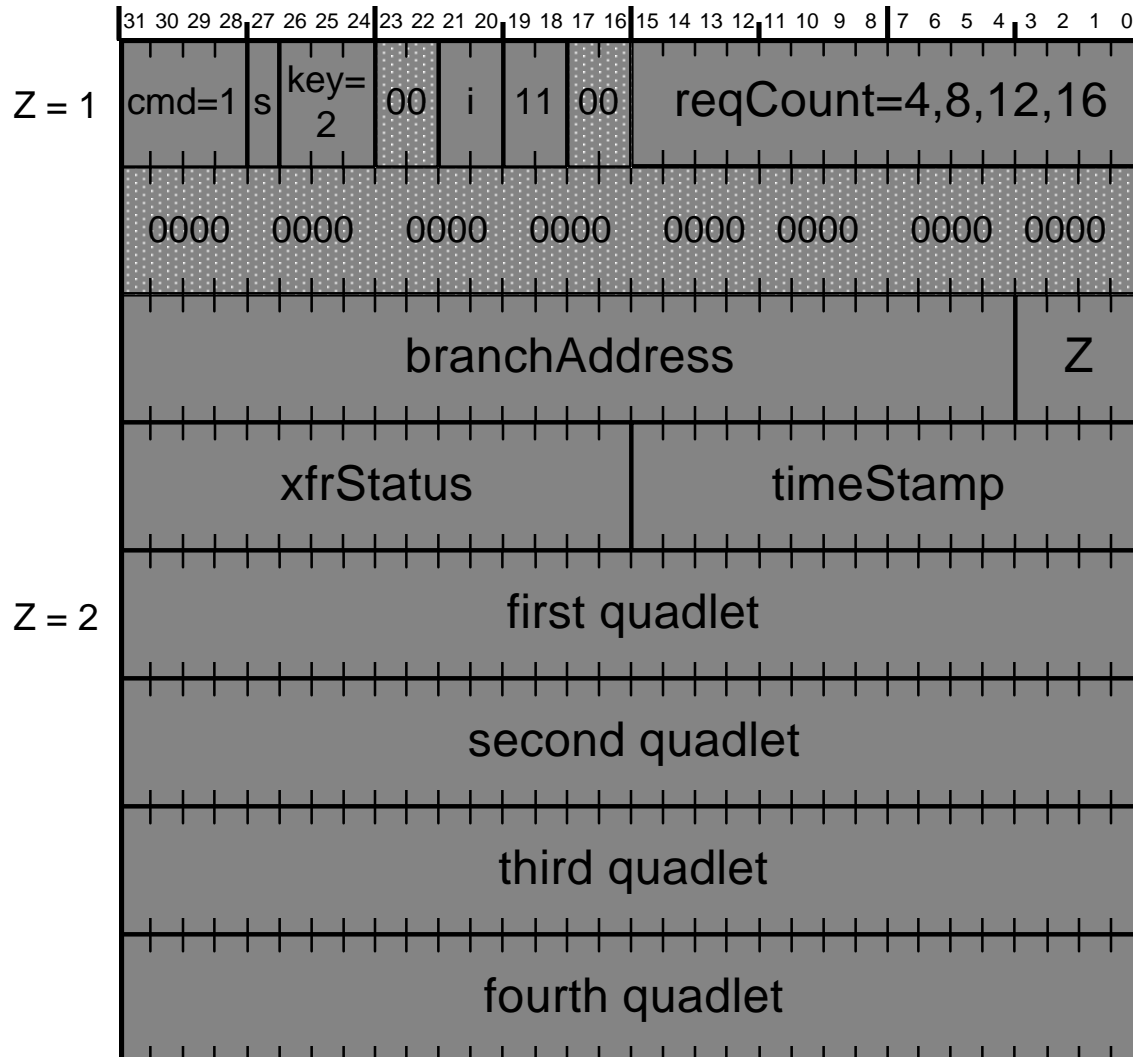 31 30 29 28 27 26 25 24 23 22 21 20 19 18 17 16 15 14 13 12 11 10 9 8 7 6 5 4 3 2 1 0
Z = 1 cmd=1 s key= 2 00 i 11 00 reqCount=4,8,12,16
0000 0000 0000 0000 0000 0000 0000 0000
branchAddress Z
xfrStatus timeStamp
Z = 2 first quadlet
second quadlet
third quadlet
fourth quadlet